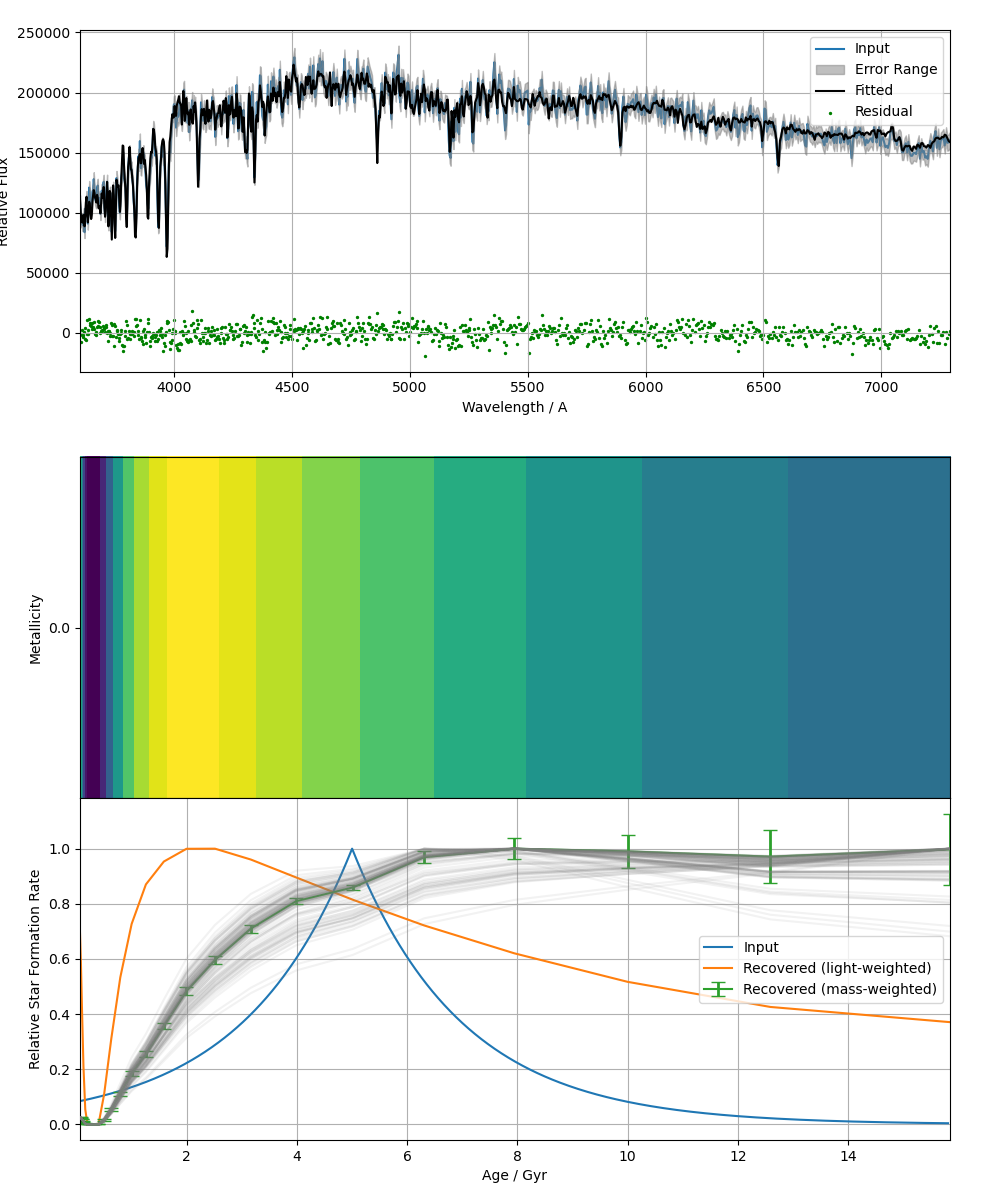 250000
200000
150000
100000
50000
0
Relative Flux
Input
Error Range
Fitted
Residual
4000 4500 5000 5500 6000 6500 7000
Wavelength / A
Metallicity
0.0
1.0
0.8
0.6
0.4
0.2
0.0
Relative Star Formation Rate
Input
Recovered (light-weighted)
Recovered (mass-weighted)
2 4 6 8 10 12 14
Age / Gyr